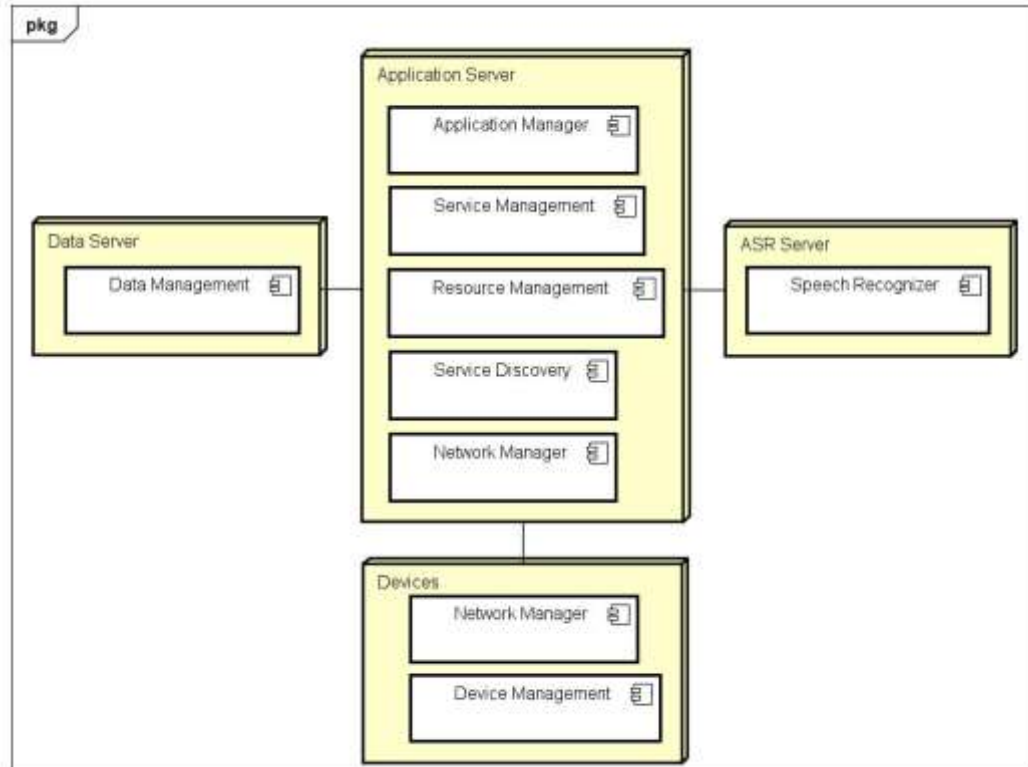 pkg
Application Server
Application Manager
Service Management
Resource Management
Service Discovery
Network Manager
Data Server
Data Management
ASR Server
Speech Recognizer
Devices
Network Manager
Device Management